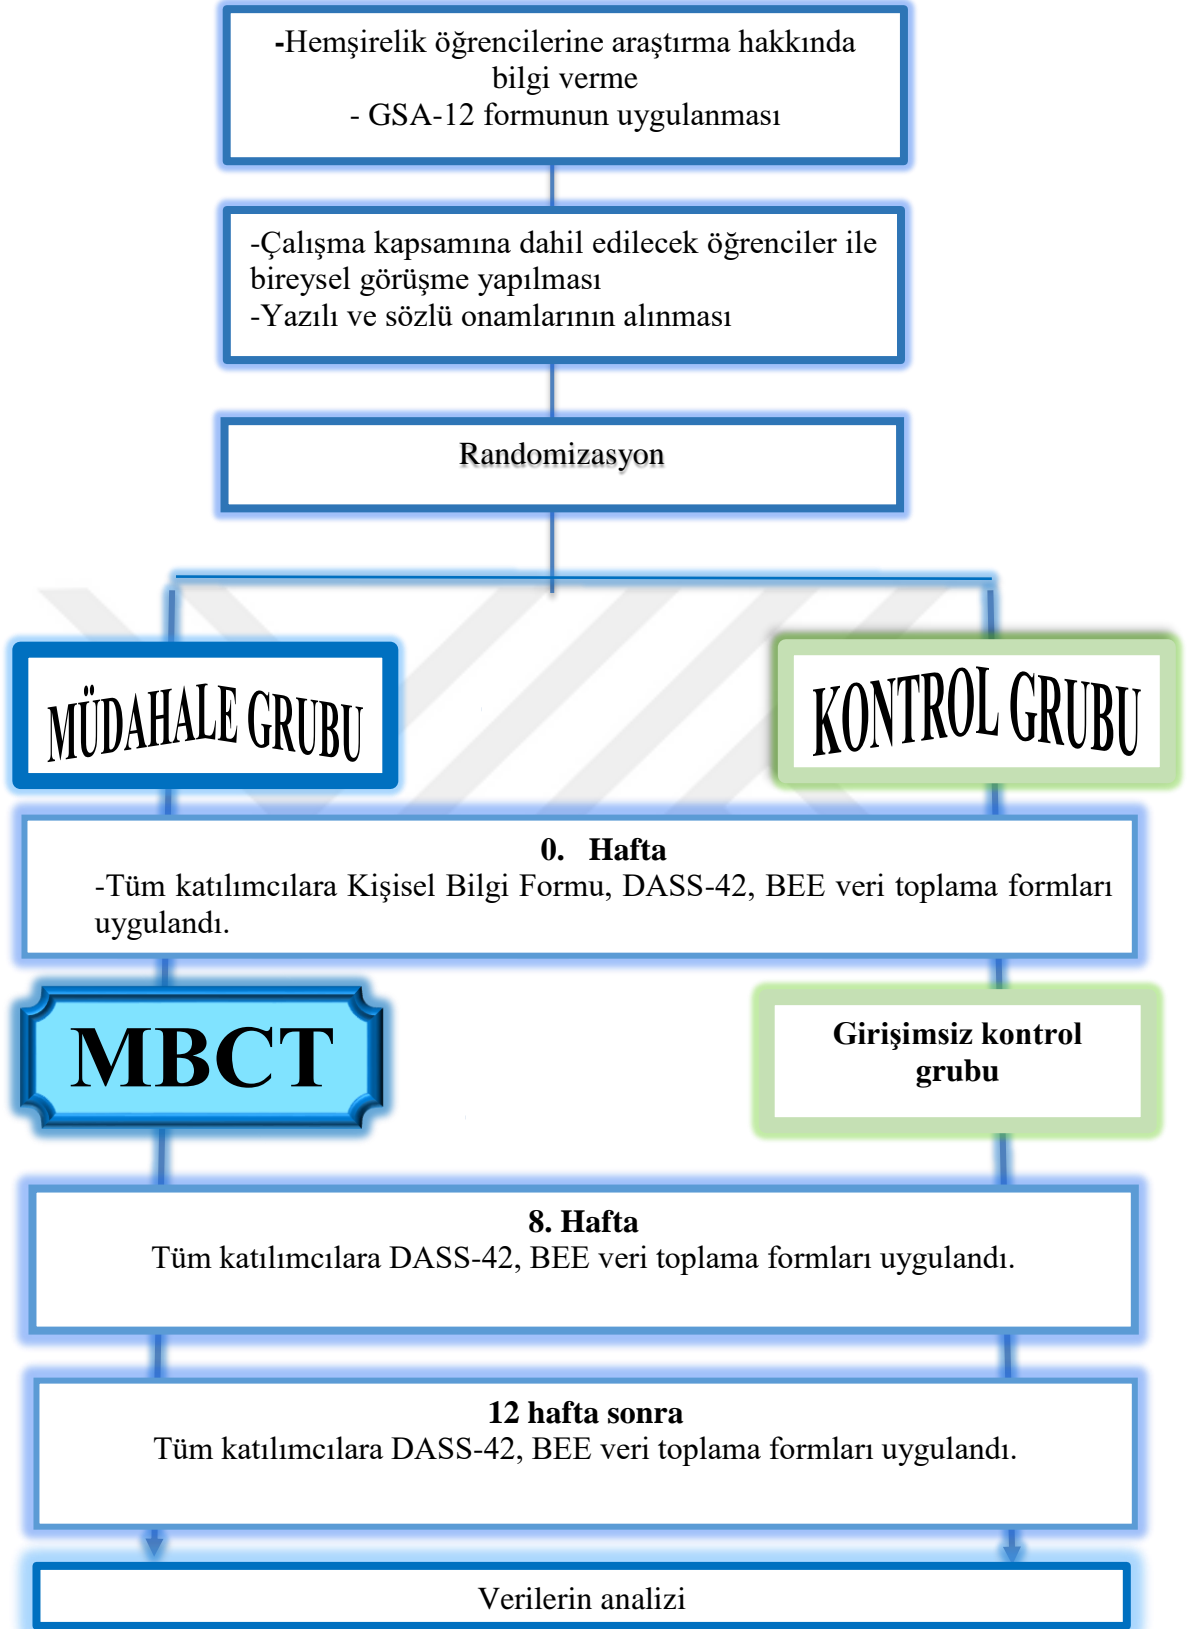 -Hemşirelik öğrencilerine araştırma hakkında
bilgi verme
- GSA-12 formunun uygulanması
-Çalışma kapsamına dahil edilecek öğrenciler ile
bireysel görüşme yapılması
-Yazılı ve sözlü onamlarının alınması
Randomizasyon
MÜDAHALE GRUBU
KONTROL GRUBU
0. Hafta
-Tüm katılımcılara Kişisel Bilgi Formu, DASS-42, BEE veri toplama formları
uygulandı.
MBCT
Girişimsiz kontrol
grubu
8. Hafta
Tüm katılımcılara DASS-42, BEE veri toplama formları uygulandı.
12 hafta sonra
Tüm katılımcılara DASS-42, BEE veri toplama formları uygulandı.
Verilerin analizi